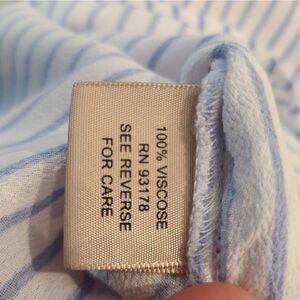 100% VISCOSE
RN 93178
SEE REVERSE
FOR CARE